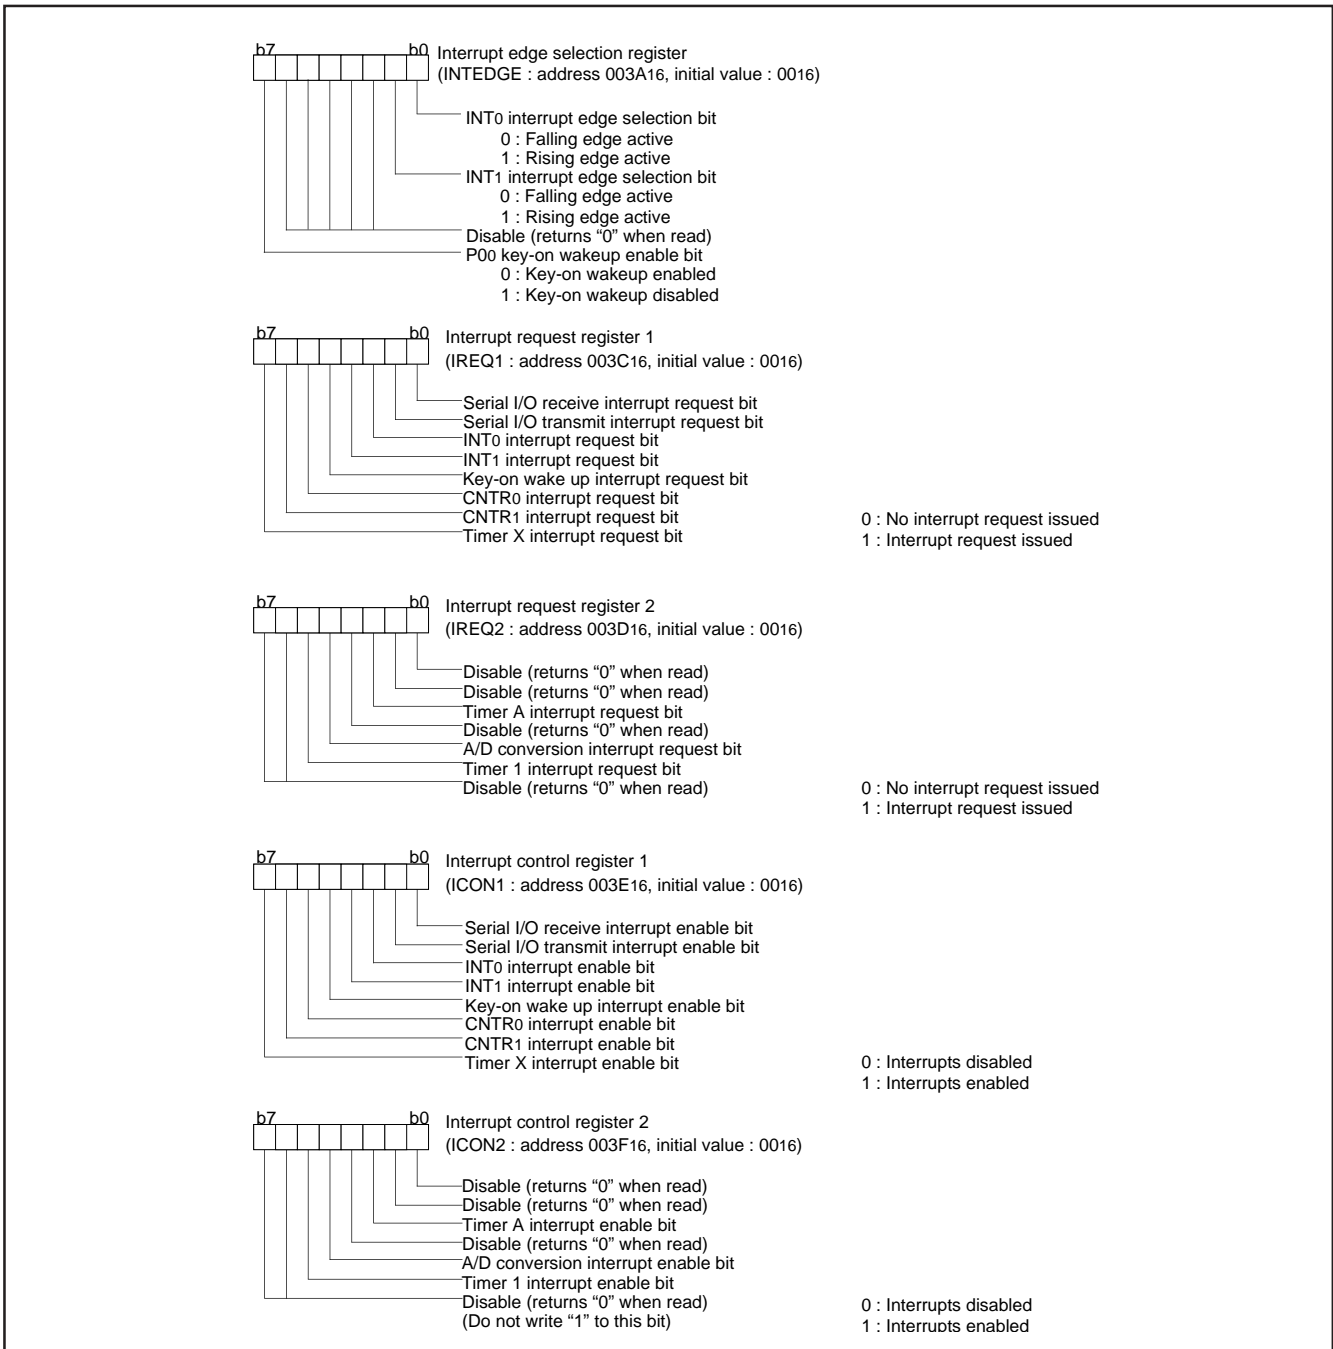 b7 b0 Interrupt edge selection register
(INTEDGE : address 003A16, initial value : 0016)
INT0 interrupt edge selection bit
0 : Falling edge active
1 : Rising edge active
INT1 interrupt edge selection bit
0 : Falling edge active
1 : Rising edge active
Disable (returns “0” when read)
P00 key-on wakeup enable bit
0 : Key-on wakeup enabled
1 : Key-on wakeup disabled
b7 b0 Interrupt request register 1
(IREQ1 : address 003C16, initial value : 0016)
Serial I/O receive interrupt request bit
Serial I/O transmit interrupt request bit
INT0 interrupt request bit
INT1 interrupt request bit
Key-on wake up interrupt request bit
CNTR0 interrupt request bit
CNTR1 interrupt request bit
Timer X interrupt request bit
0 : No interrupt request issued
1 : Interrupt request issued
b7 b0 Interrupt request register 2
(IREQ2 : address 003D16, initial value : 0016)
Disable (returns “0” when read)
Disable (returns “0” when read)
Timer A interrupt request bit
Disable (returns “0” when read)
A/D conversion interrupt request bit
Timer 1 interrupt request bit
Disable (returns “0” when read)
0 : No interrupt request issued
1 : Interrupt request issued
b7 b0 Interrupt control register 1
(ICON1 : address 003E16, initial value : 0016)
Serial I/O receive interrupt enable bit
Serial I/O transmit interrupt enable bit
INT0 interrupt enable bit
INT1 interrupt enable bit
Key-on wake up interrupt enable bit
CNTR0 interrupt enable bit
CNTR1 interrupt enable bit
Timer X interrupt enable bit
0 : Interrupts disabled
1 : Interrupts enabled
b7 b0 Interrupt control register 2
(ICON2 : address 003F16, initial value : 0016)
Disable (returns “0” when read)
Disable (returns “0” when read)
Timer A interrupt enable bit
Disable (returns “0” when read)
A/D conversion interrupt enable bit
Timer 1 interrupt enable bit
Disable (returns “0” when read)
(Do not write “1” to this bit)
0 : Interrupts disabled
1 : Interrupts enabled